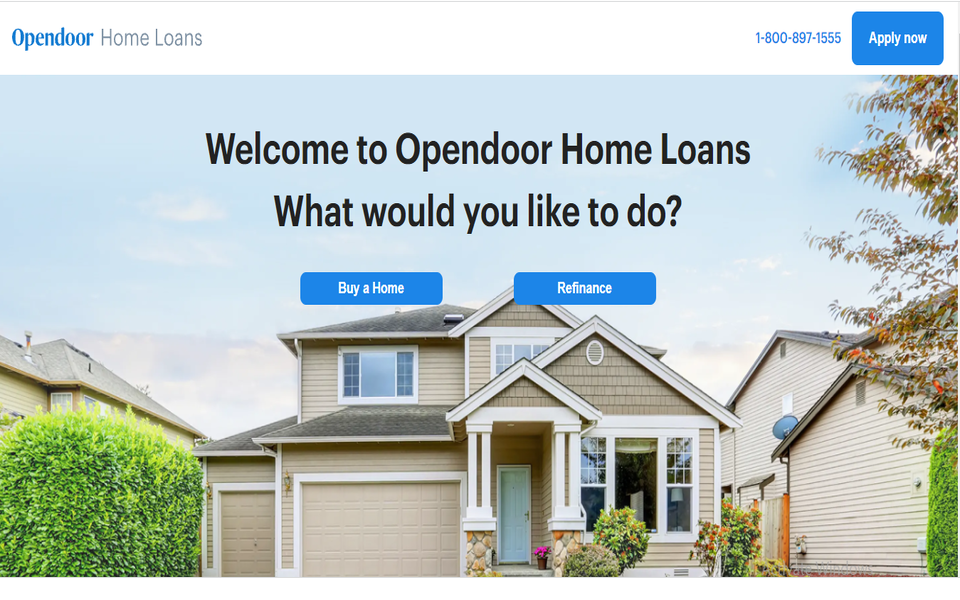 Opendoor Home Loans
1-800-897-1555
Apply now
Welcome to Opendoor Home Loans
What would you like to do?
Buy a Home
Refinance